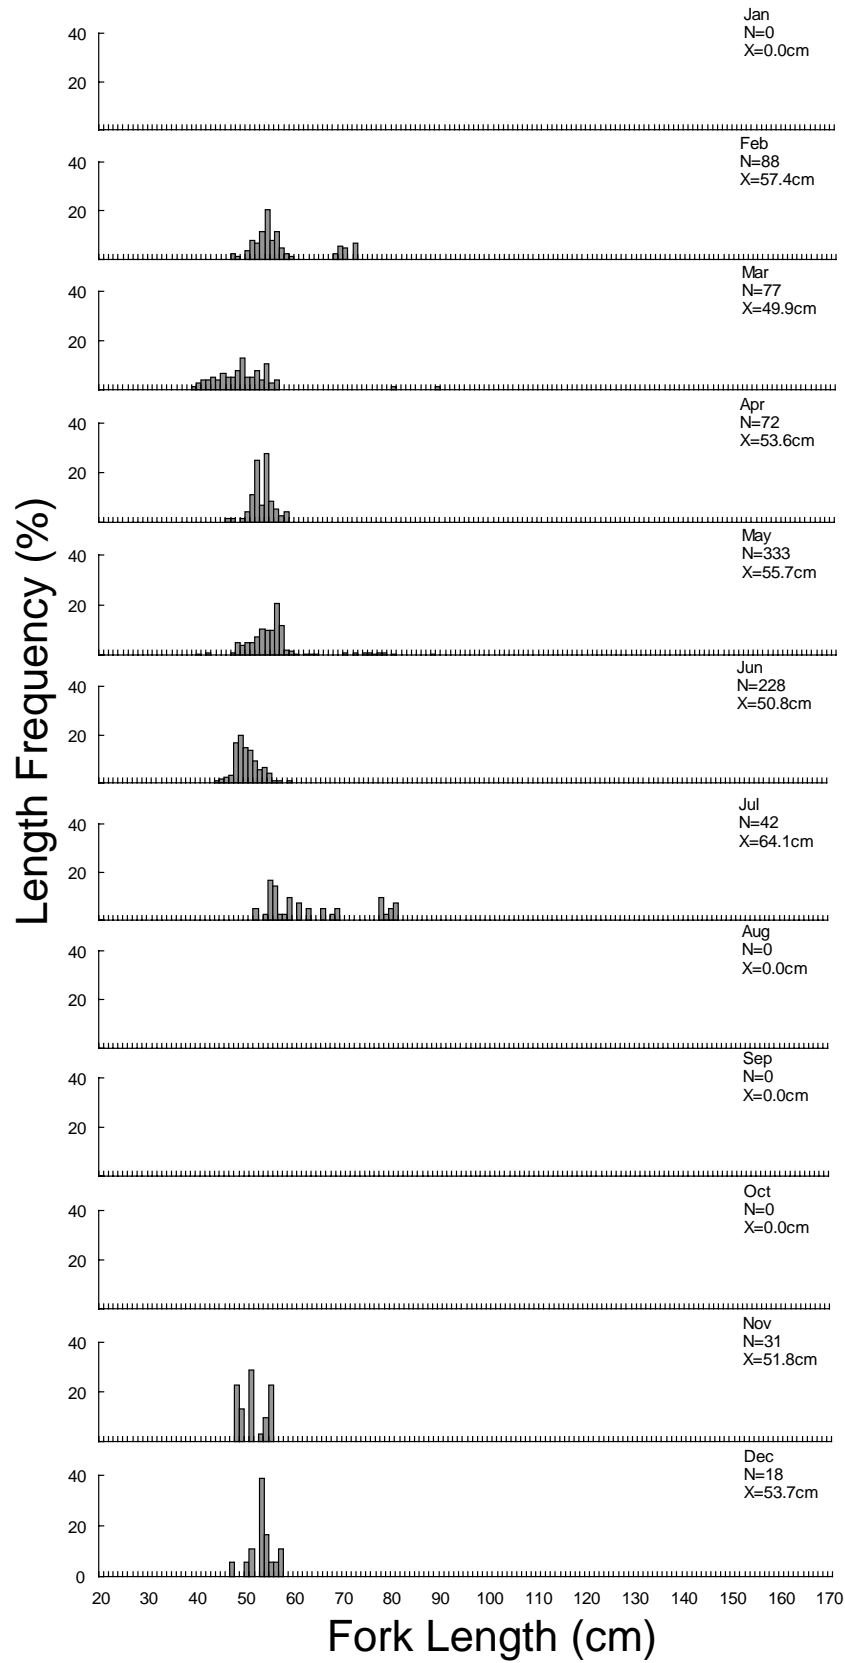 Length Frequency (%)
Jan
N=0
X=0.0cm
40
20
Feb
N=88
X=57.4cm
40
20
Mar
N=77
X=49.9cm
40
20
Apr
N=72
X=53.6cm
40
20
May
N=333
X=55.7cm
40
20
Jun
N=228
X=50.8cm
40
20
Jul
N=42
X=64.1cm
40
20
Aug
N=0
X=0.0cm
40
20
Sep
N=0
X=0.0cm
40
20
Oct
N=0
X=0.0cm
40
20
Nov
N=31
X=51.8cm
40
20
Dec
N=18
X=53.7cm
40
20
0
20 30 40 50 60 70 80 90 100 110 120 130 140 150 160 170
Fork Length (cm)